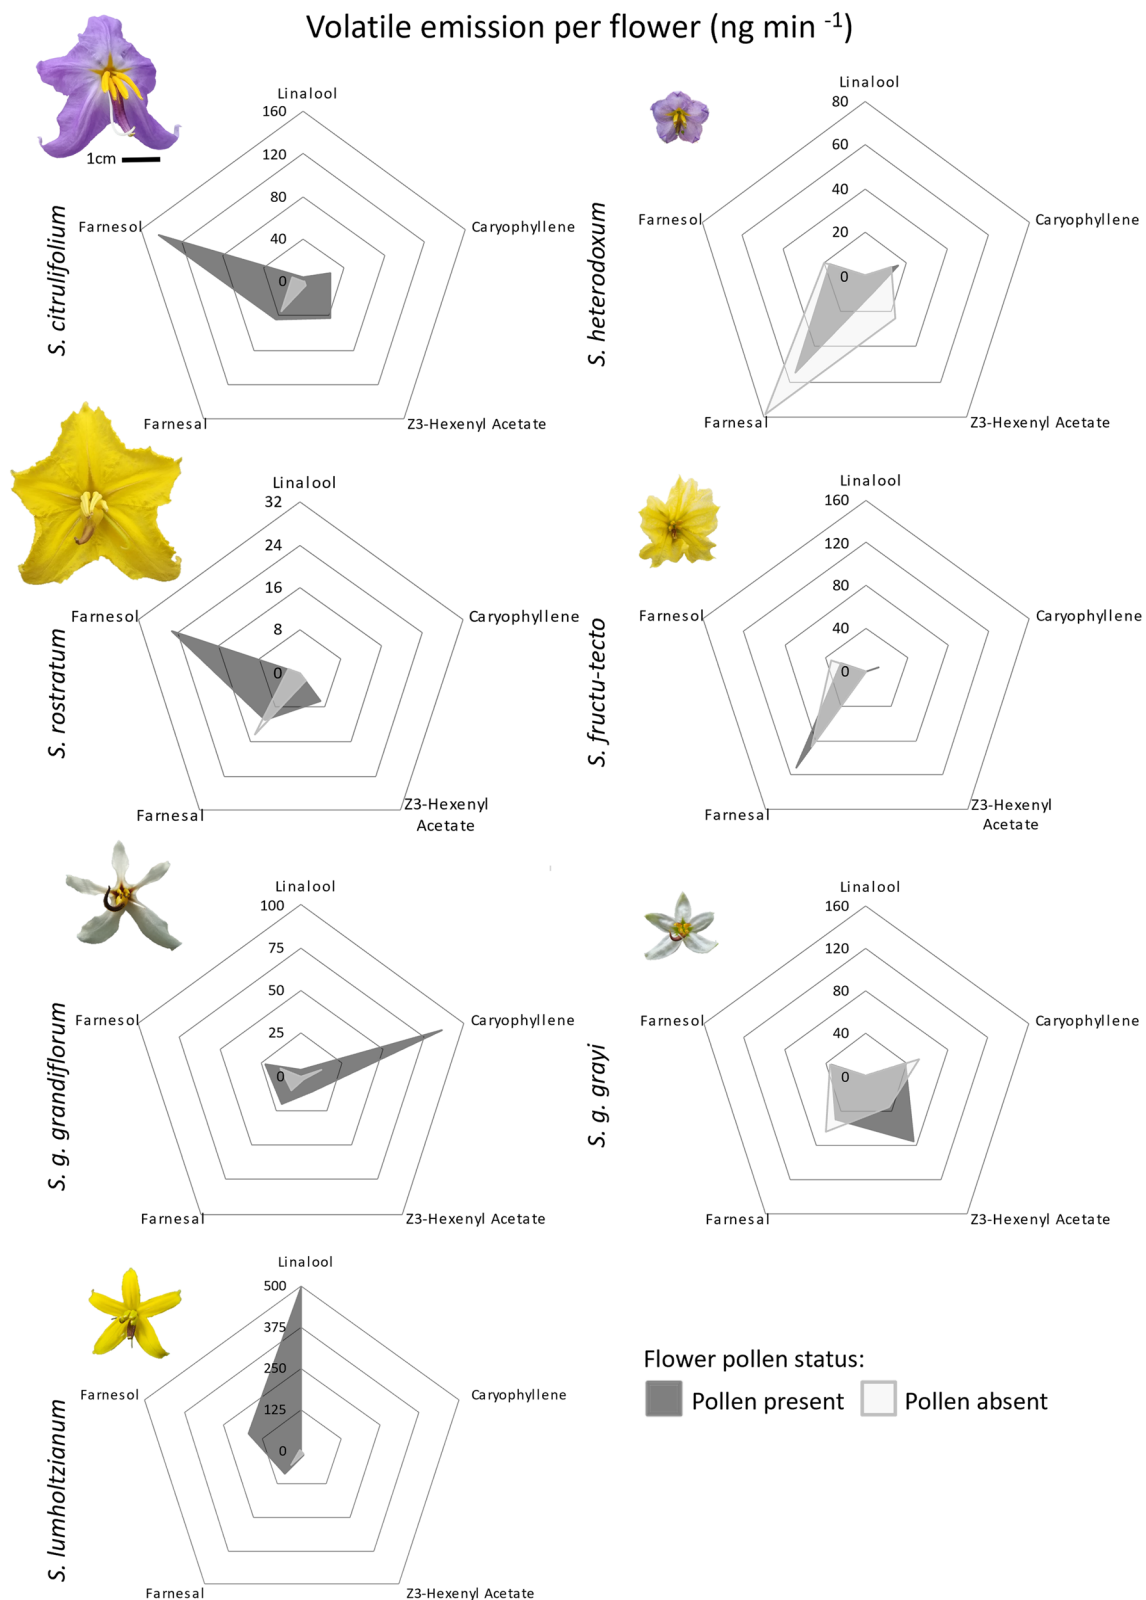 Volatile emission per flower (ng min -1)
1cm
S. citrulifolium
Linalool
160
120
80
40
0
Farnesol
Caryophyllene
Farnesal
Z3-Hexenyl Acetate
S. heterodoxum
Linalool
80
60
40
20
0
Farnesol
Caryophyllene
Farnesal
Z3-Hexenyl Acetate
S. rostratum
Linalool
32
24
16
8
0
Farnesol
Caryophyllene
Farnesal
Z3-Hexenyl
Acetate
S. fructu-tecto
Linalool
160
120
80
40
0
Farnesol
Caryophyllene
Farnesal
Z3-Hexenyl
Acetate
S. g. grandiflorum
Linalool
100
75
50
25
0
Farnesol
Caryophyllene
Farnesal
Z3-Hexenyl Acetate
S. g. grayi
Linalool
160
120
80
40
0
Farnesol
Caryophyllene
Farnesal
Z3-Hexenyl Acetate
S. lumholtzianum
Linalool
500
375
250
125
0
Farnesol
Caryophyllene
Farnesal
Z3-Hexenyl Acetate
Flower pollen status:
Pollen present
Pollen absent